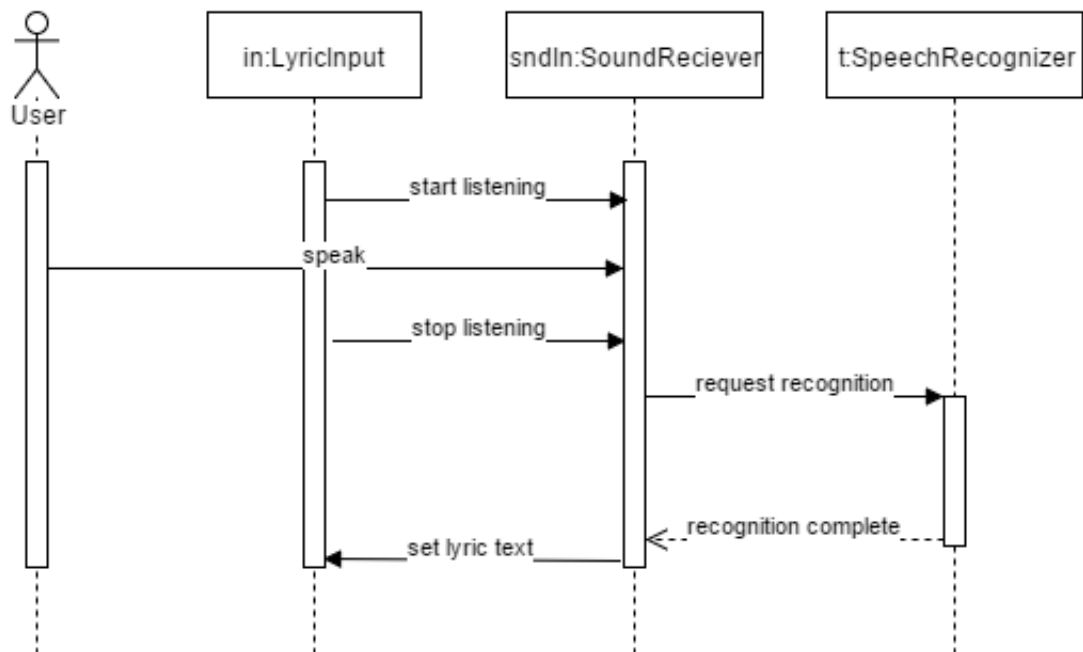 in:LyricInput
sndIn:SoundReciever
t:SpeechRecognizer
User
start listening
speak
stop listening
request recognition
recognition complete
set lyric text